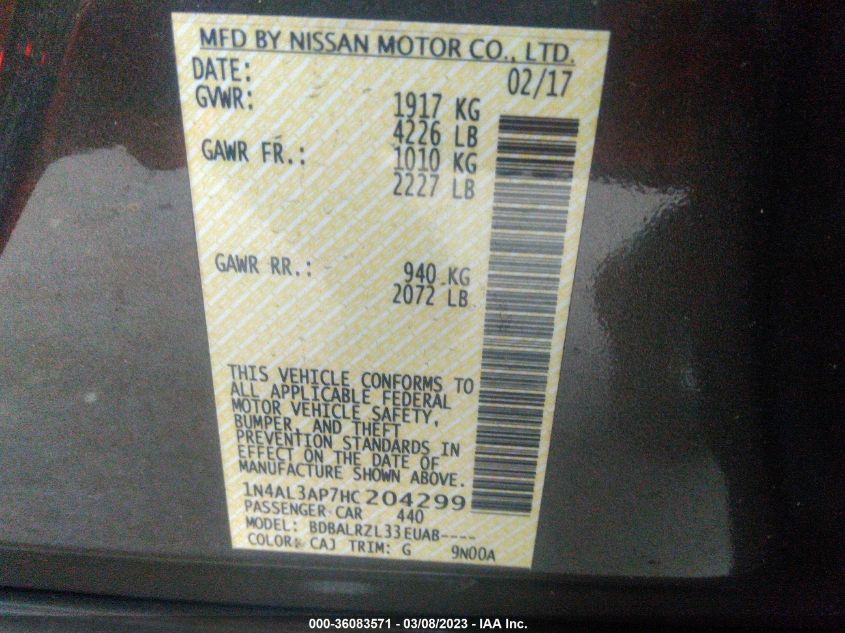 MFD BY NISSAN MOTOR CO., LTD.
DATE: 02/17
GVWR: 1917 KG
4226 LB
GAWR FR.: 1010 KG
2227 LB
GAWR RR.: 940 KG
2072 LB
THIS VEHICLE CONFORMS TO
ALL APPLICABLE FEDERAL
MOTOR VEHICLE SAFETY,
BUMPER, AND THEFT
PREVENTION STANDARDS IN
EFFECT ON THE DATE OF
MANUFACTURE SHOWN ABOVE.
1N4AL3AP7HC204299
PASSENGER CAR 440
MODEL: BDBALRZL33EUAB----
COLOR: CAJ TRIM: G 9N00A
000-36083571 — 03/08/2023 — IAA Inc.